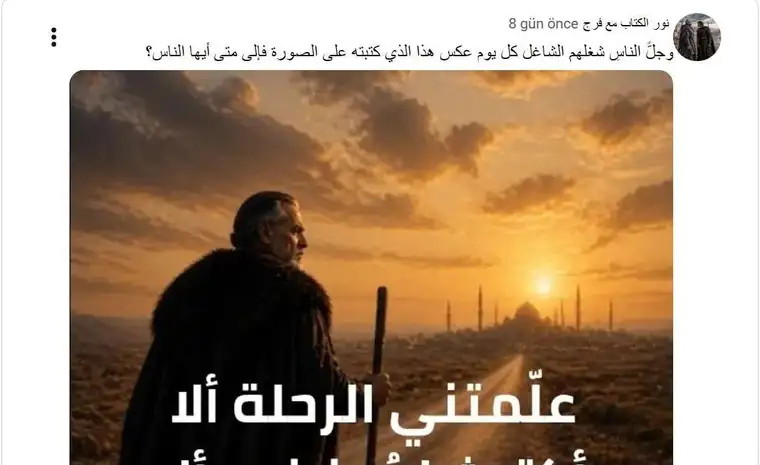 نور الكتاب مع فرج 8 gün önce
وجلُّ الناسِ شغلهم الشاغل كل يوم عكس هذا الذي كتبته على الصورة فإلى متى أيها الناس؟
علّمتني الرحلة ألا